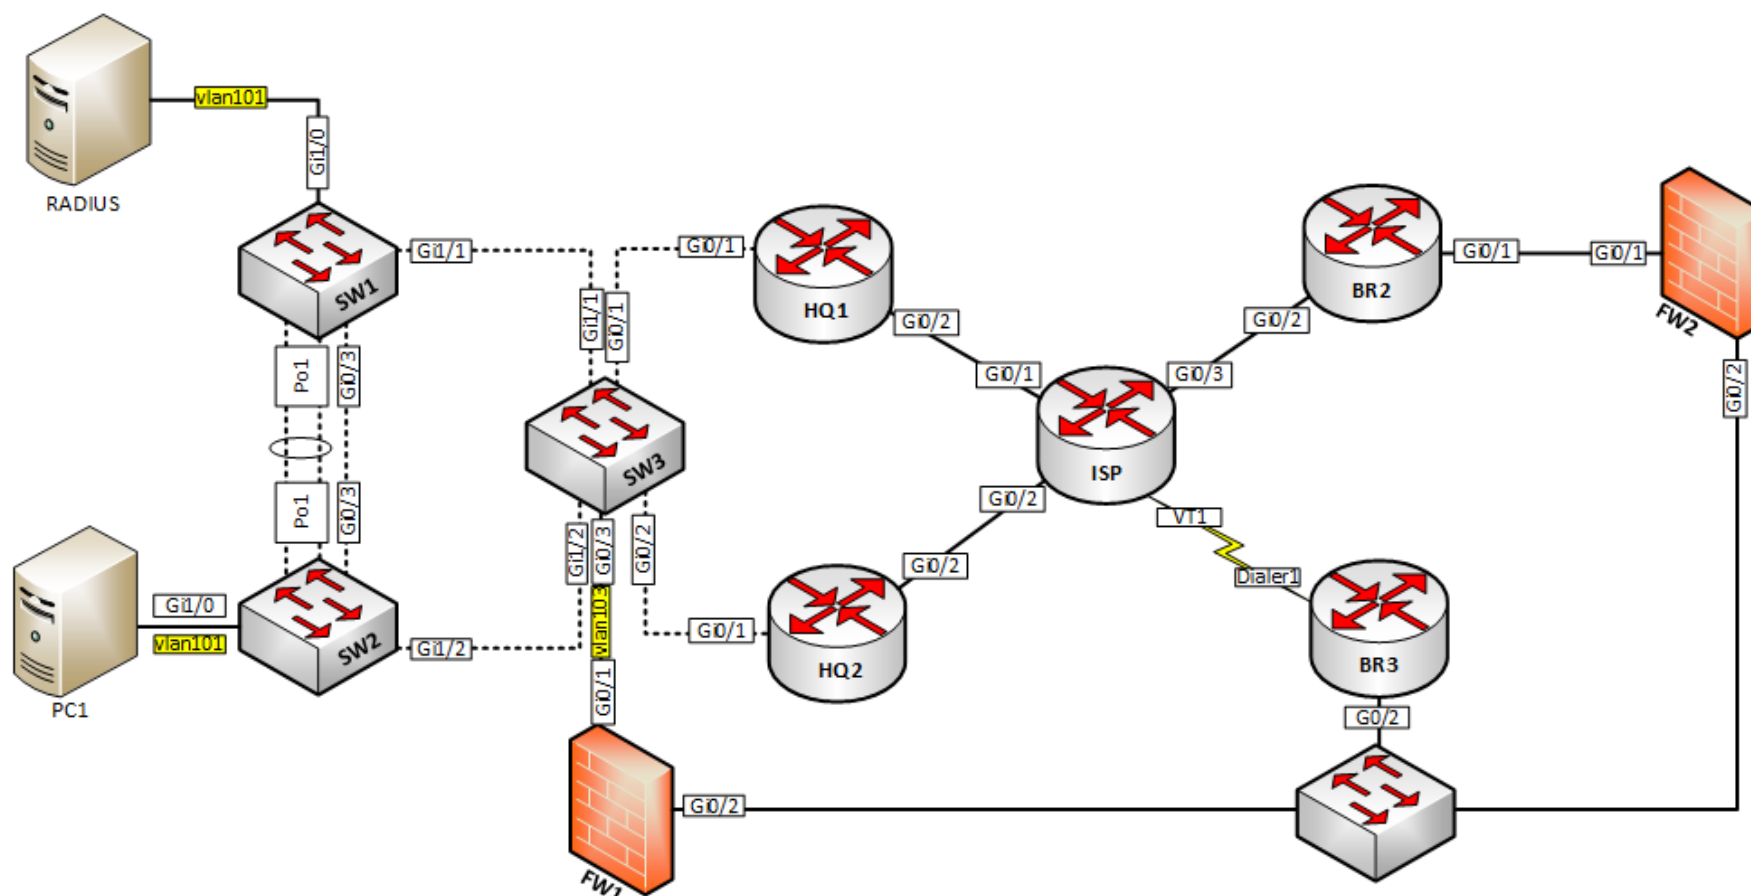 vlan101
Gi1/0
RADIUS
Gi1/1
SW1
Po1
Gi0/3
Po1
Gi0/3
Gi1/0
vlan101
PC1
SW2
Gi1/2
Gi1/1
Gi0/1
Gi0/1
SW3
Gi1/2
Gi0/3
Gi0/2
vlan103
Gi0/1
Gi0/1
HQ1
Gi0/2
Gi0/1
ISP
Gi0/2
Gi0/2
HQ2
Gi0/3
Gi0/2
BR2
Gi0/1
Gi0/1
FW2
Gi0/2
VT1
Dialer1
BR3
G0/2
FW1
Gi0/2